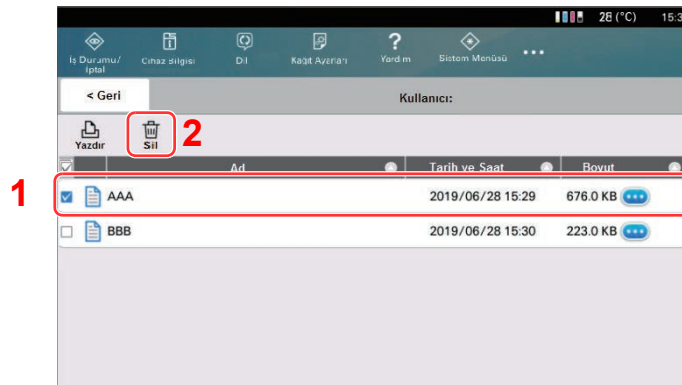 28 (°C) 15:3
İş Durumu/
İptal
Cihaz Bilgisi
Dil
Kağıt Ayarları
Yardım
Sistem Menüsü
< Geri
Kullanıcı:
Yazdır
Sil
2
Ad Tarih ve Saat Boyut
1
AAA 2019/06/28 15:29 676.0 KB
BBB 2019/06/28 15:30 223.0 KB